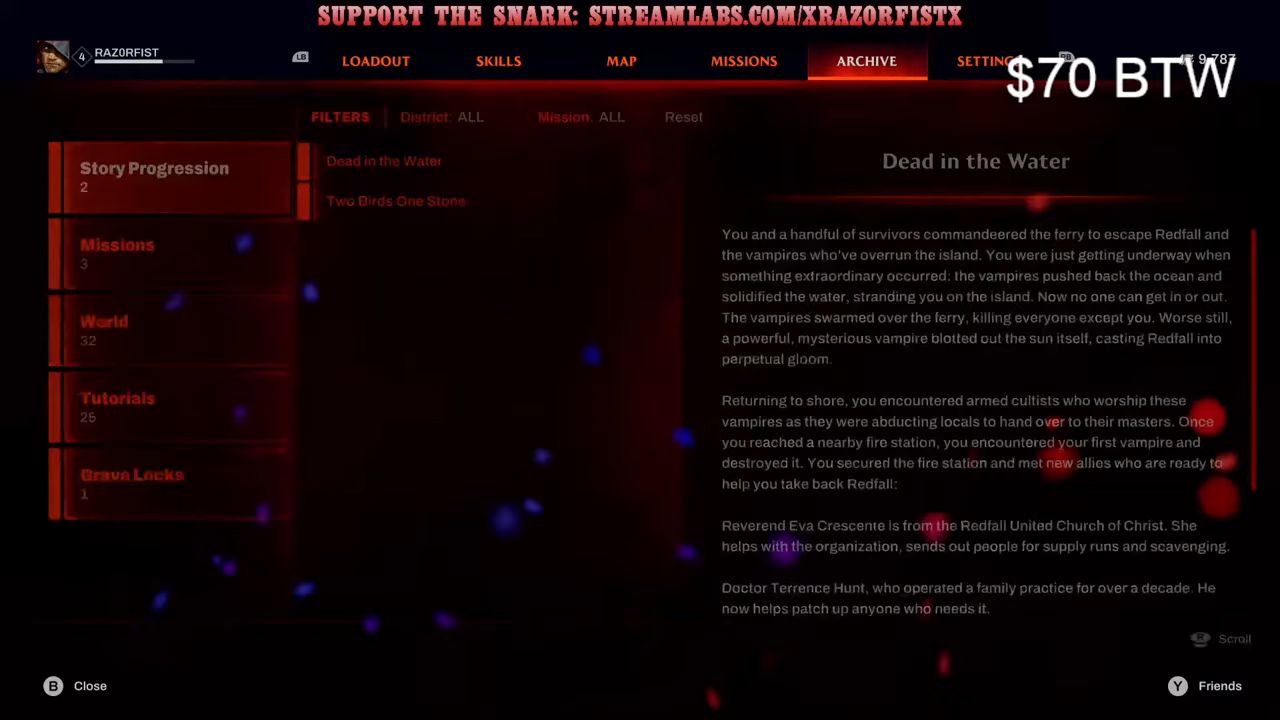 SUPPORT THE SNARK: STREAMLABS.COM/XRAZORFISTX
4 RAZ0RFIST
LB LOADOUT SKILLS MAP MISSIONS ARCHIVE SETTINGS RB 9,787
$70 BTW
FILTERS District: ALL Mission: ALL Reset
Story Progression
2
Missions
3
World
32
Tutorials
25
Grave Locks
1
Dead in the Water
Two Birds One Stone
Dead in the Water
You and a handful of survivors commandeered the ferry to escape Redfall and
the vampires who've overrun the island. You were just getting underway when
something extraordinary occurred: the vampires pushed back the ocean and
solidified the water, stranding you on the island. Now no one can get in or out.
The vampires swarmed over the ferry, killing everyone except you. Worse still,
a powerful, mysterious vampire blotted out the sun itself, casting Redfall into
perpetual gloom.
Returning to shore, you encountered armed cultists who worship these
vampires as they were abducting locals to hand over to their masters. Once
you reached a nearby fire station, you encountered your first vampire and
destroyed it. You secured the fire station and met new allies who are ready to
help you take back Redfall:
Reverend Eva Crescente is from the Redfall United Church of Christ. She
helps with the organization, sends out people for supply runs and scavenging.
Doctor Terrence Hunt, who operated a family practice for over a decade. He
now helps patch up anyone who needs it.
R Scroll
B Close
Y Friends